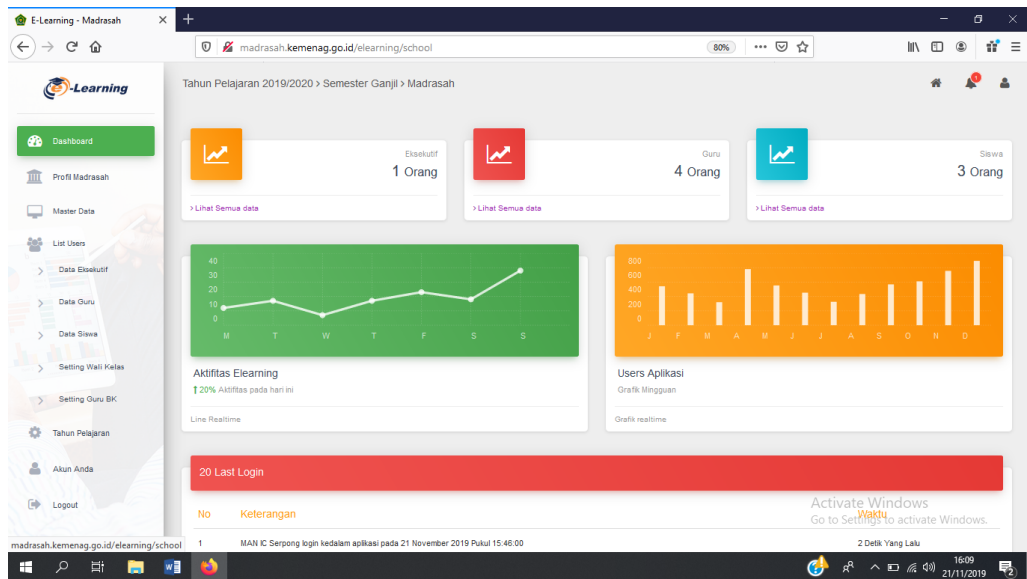 E-Learning - Madrasah
madrasah.kemenag.go.id/elearning/school
80%
e-Learning
Tahun Pelajaran 2019/2020 > Semester Ganjil > Madrasah
1
Dashboard
Profil Madrasah
Master Data
List Users
Data Eksekutif
Data Guru
Data Siswa
Setting Wali Kelas
Setting Guru BK
Tahun Pelajaran
Akun Anda
Logout
Eksekutif
1 Orang
> Lihat Semua data
Guru
4 Orang
> Lihat Semua data
Siswa
3 Orang
> Lihat Semua data
40
30
20
10
0
M T W T F S S
Aktifitas Elearning
20% Aktifitas pada hari ini
Line Realtime
800
600
400
200
0
J F M A M J J A S O N D
Users Aplikasi
Grafik Mingguan
Grafik realtime
20 Last Login
No Keterangan Waktu
1 MAN IC Serpong login kedalam aplikasi pada 21 November 2019 Pukul 15:46:00 2 Detik Yang Lalu
Activate Windows
Go to Settings to activate Windows.
madrasah.kemenag.go.id/elearning/school
16:09
21/11/2019
2